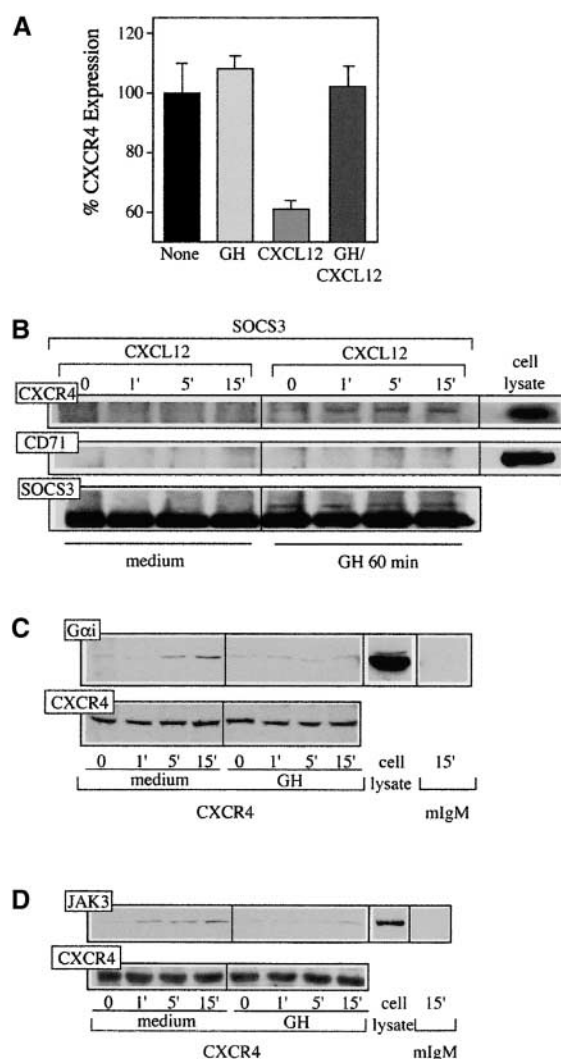 A
% CXCR4 Expression
120
100
80
60
None GH CXCL12 GH/
CXCL12
B
SOCS3
CXCL12 CXCL12
cell
lysate
0 1' 5' 15' 0 1' 5' 15'
CXCR4
CD71
SOCS3
medium GH 60 min
C
Gαi
CXCR4
0 1' 5' 15' 0 1' 5' 15' cell 15'
medium GH lysate
CXCR4 mIgM
D
JAK3
CXCR4
0 1' 5' 15' 0 1' 5' 15' cell 15'
medium GH lysate
CXCR4 mIgM